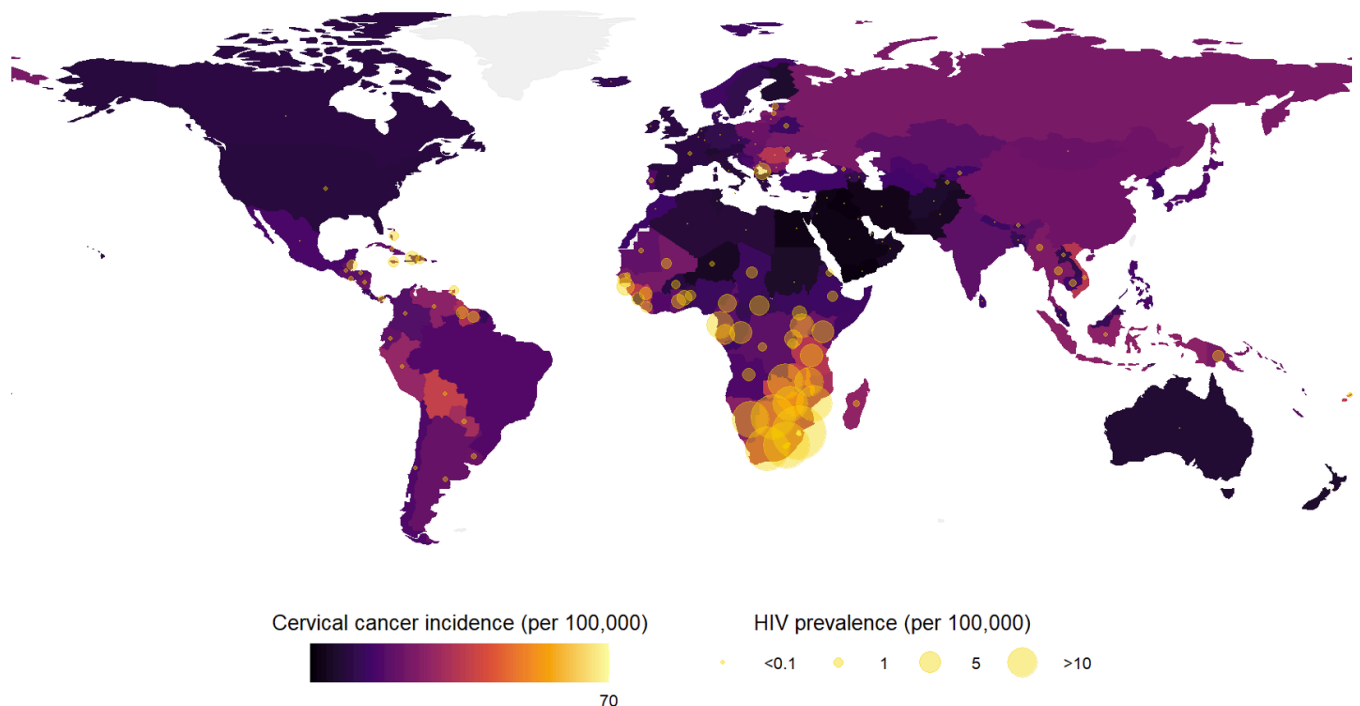 Cervical cancer incidence (per 100,000)
70
HIV prevalence (per 100,000)
<0.1 1 5 >10